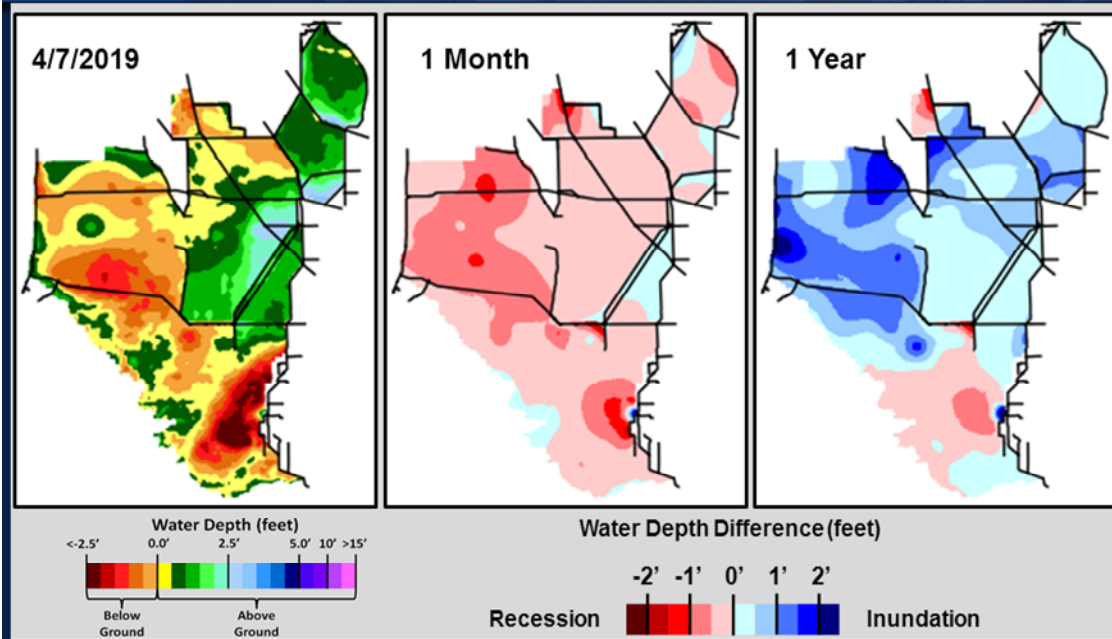 4/7/2019
1 Month
1 Year
Water Depth (feet)
<-2.5' 0.0' 2.5' 5.0' 10' >15'
Below
Ground
Above
Ground
Water Depth Difference (feet)
-2' -1' 0' 1' 2'
Recession
Inundation